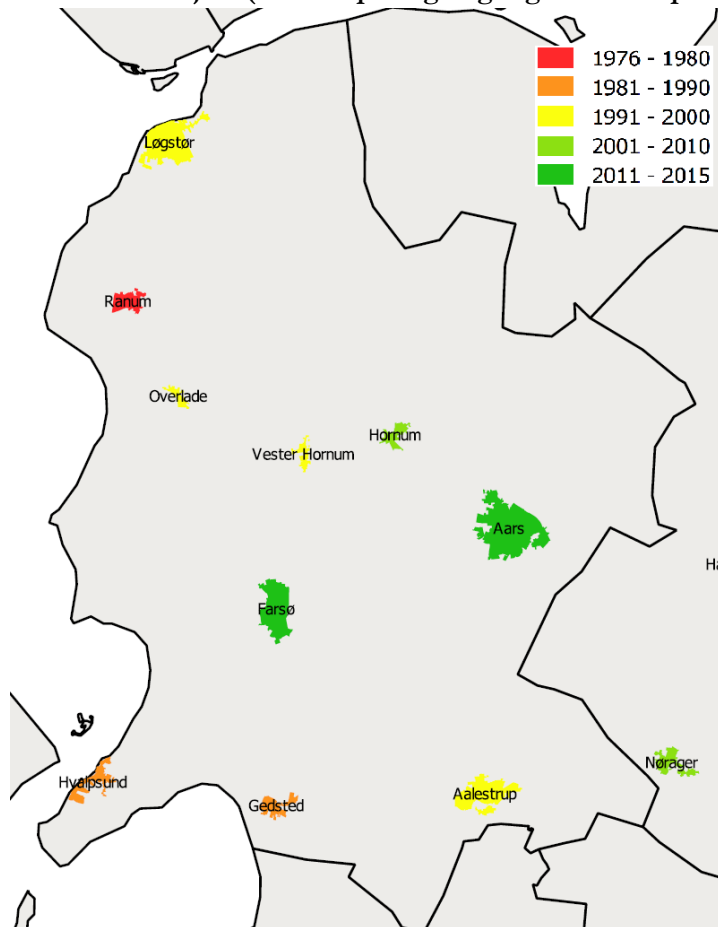 1976 - 1980
1981 - 1990
1991 - 2000
2001 - 2010
2011 - 2015
Løgstør
Ranum
Overlade
Hornum
Vester Hornum
Aars
Farsø
Nørager
Hvalpsund
Aalestrup
Gedsted